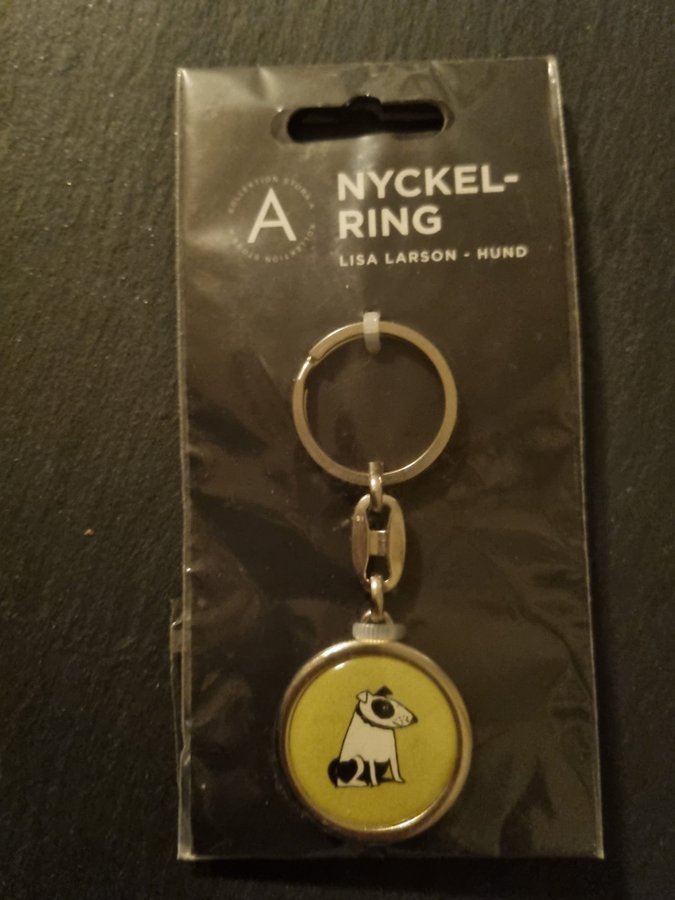 NYCKEL-
RING
LISA LARSON - HUND
A